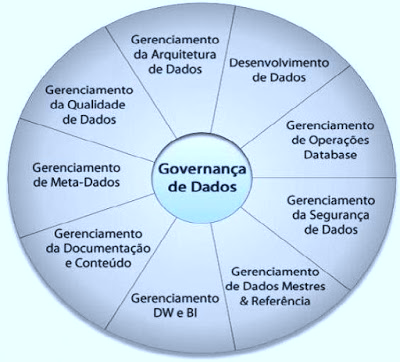 Gerenciamento
da Arquitetura
de Dados
Desenvolvimento
de Dados
Gerenciamento
de Operações
Database
Gerenciamento
da Segurança
de Dados
Gerenciamento
de Dados Mestres
& Referência
Gerenciamento
DW e BI
Gerenciamento
da Documentação
e Conteúdo
Gerenciamento
de Meta-Dados
Gerenciamento
da Qualidade
de Dados
Governança
de Dados